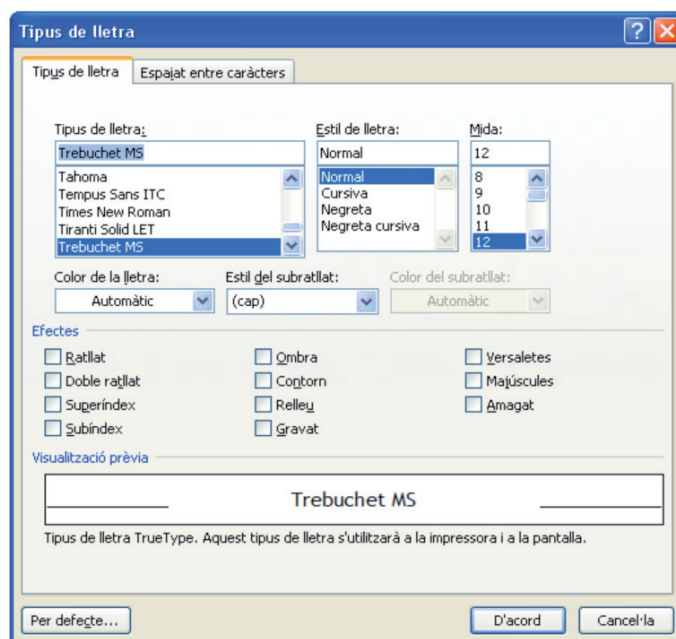 Tipus de lletra
Tipus de lletra Espaiat entre caràcters
Tipus de lletra: Estil de lletra: Mida:
Trebuchet MS Normal 12
Tahoma Normal 8
Tempus Sans ITC Cursiva 9
Times New Roman Negreta 10
Tiranti Solid LET Negreta cursiva 11
Trebuchet MS 12
Color de la lletra: Estil del subratllat: Color del subratllat:
Automàtic (cap) Automàtic
Efectes
Ratllat Ombra Versaletes
Doble ratllat Contorn Majúscules
Superíndex Relleu Amagat
Subíndex Gravat
Visualització prèvia
Trebuchet MS
Tipus de lletra TrueType. Aquest tipus de lletra s'utilitzarà a la impressora i a la pantalla.
Per defecte... D'acord Cancel·la